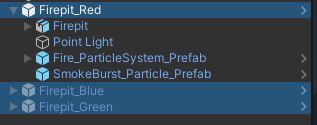 Firepit_Red
Firepit
Point Light
Fire_ParticleSystem_Prefab
SmokeBurst_Particle_Prefab
Firepit_Blue
Firepit_Green